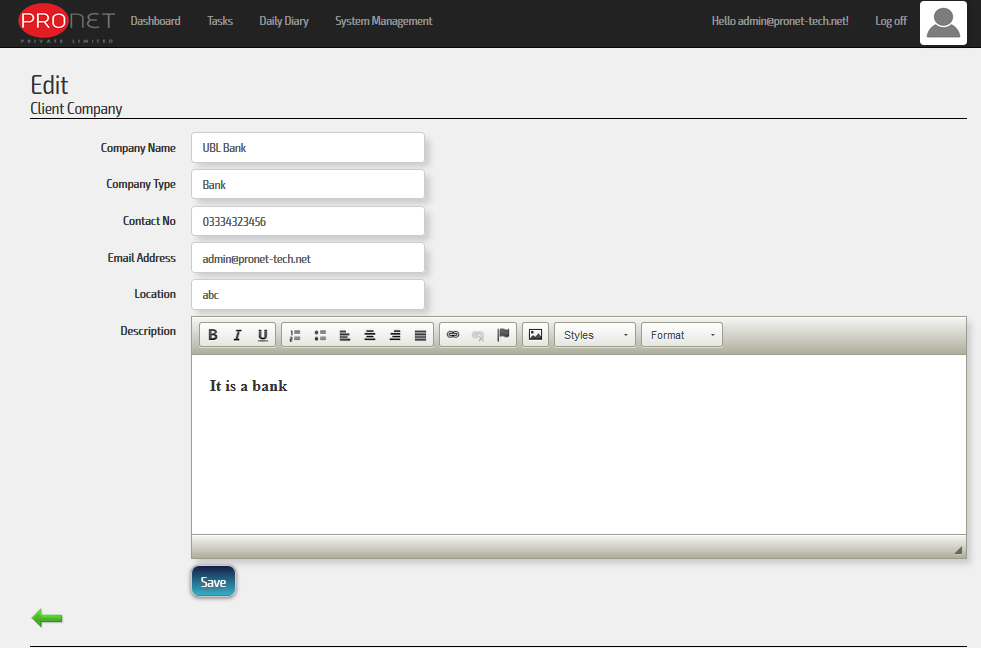 PRONET Dashboard Tasks Daily Diary System Management Hello admin@pronet-tech.net! Log off
PRIVATE LIMITED
Edit
Client Company
Company Name UBL Bank
Company Type Bank
Contact No 03334323456
Email Address admin@pronet-tech.net
Location abc
Description B I U Styles Format
It is a bank
Save